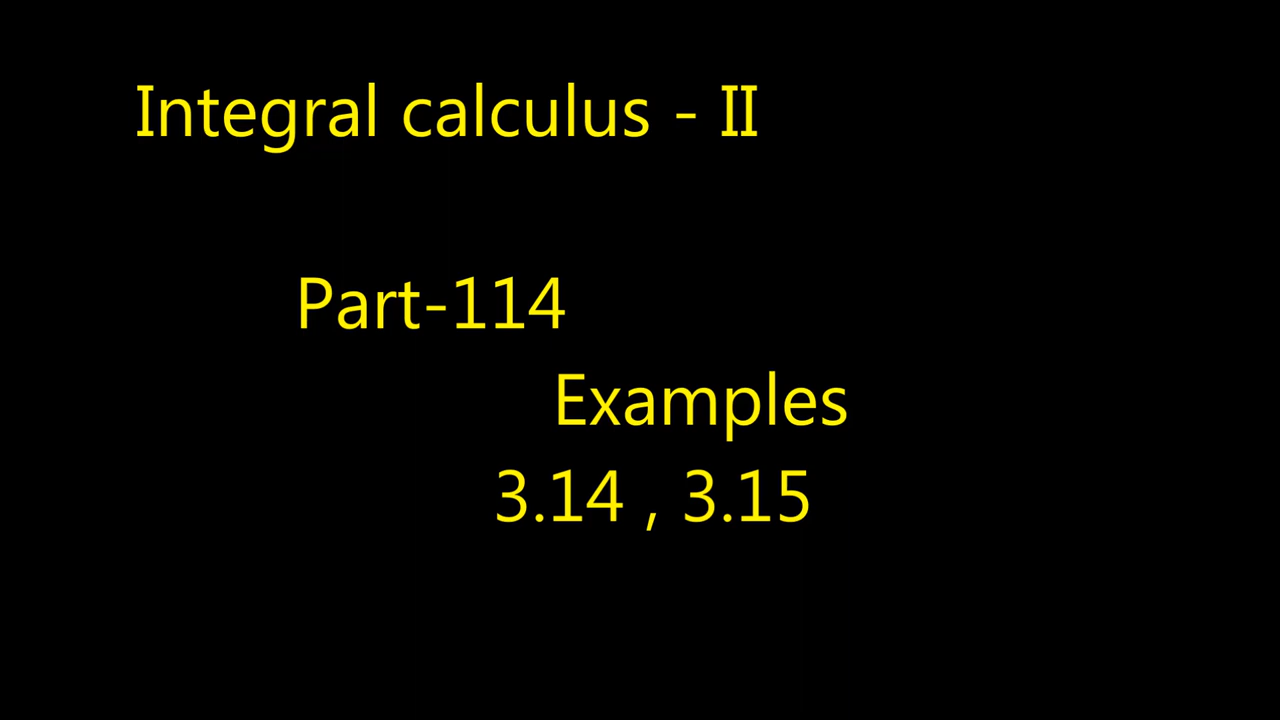 Integral calculus - II
Part-114
Examples
3.14 , 3.15